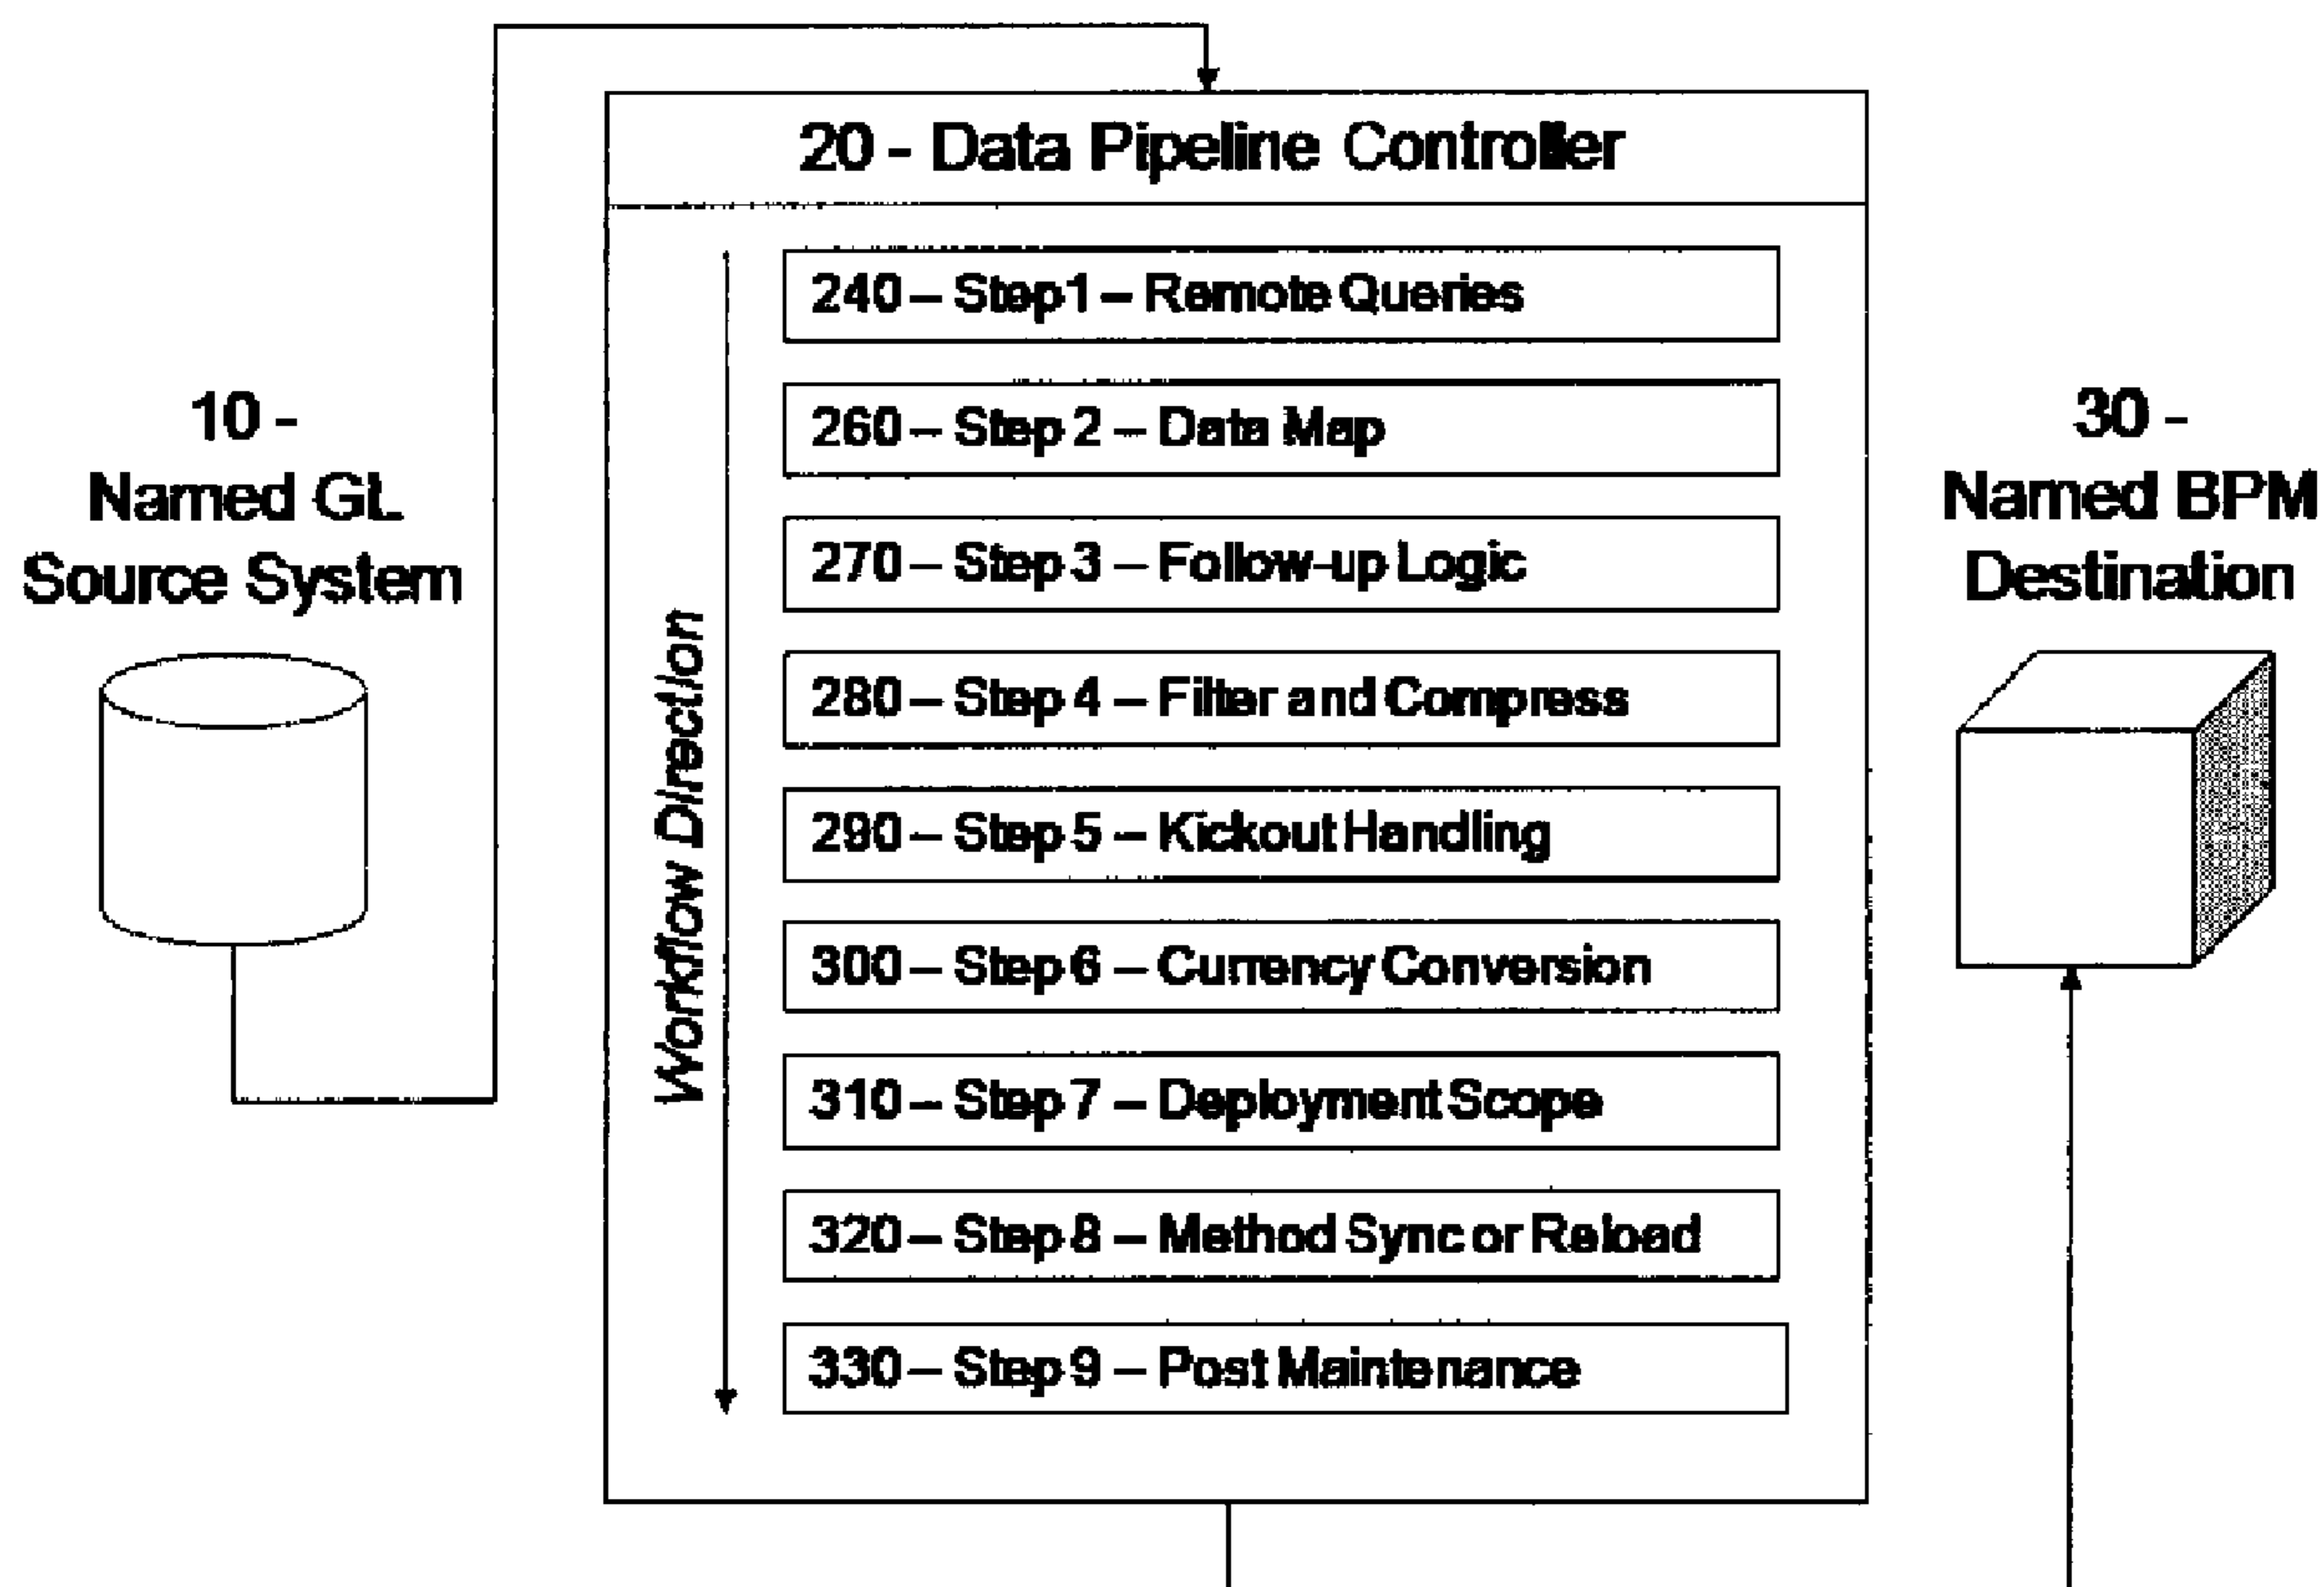 20 - Data Pipeline Controller
10 -
Named GL
Source System
Workflow Direction
240 – Step 1 – Remote Queries
260 – Step 2 – Data Map
270 – Step 3 – Follow-up Logic
280 – Step 4 – Filter and Compress
290 – Step 5 – Kickout Handling
300 – Step 6 – Currency Conversion
310 – Step 7 – Deployment Scope
320 – Step 8 – Method Sync or Reload
330 – Step 9 – Post Maintenance
30 -
Named BPM
Destination